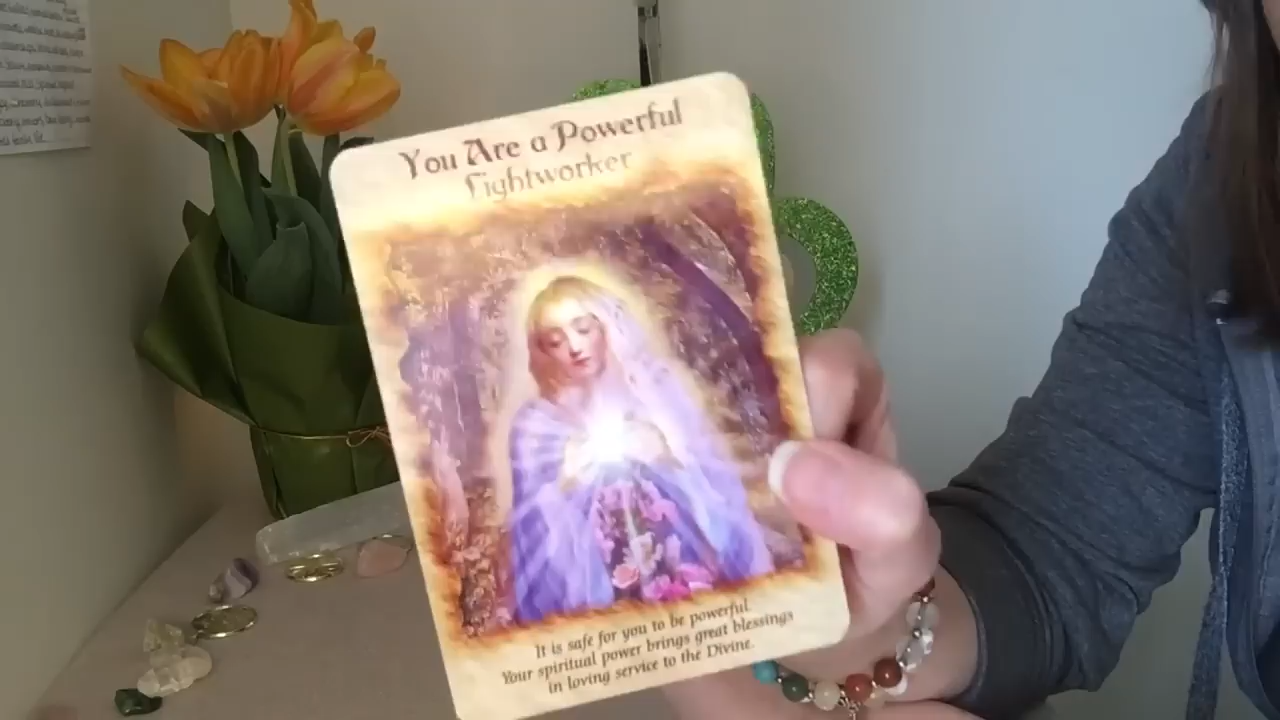 You Are a Powerful
Lightworker
It is safe for you to be powerful.
Your spiritual power brings great blessings
in loving service to the Divine.